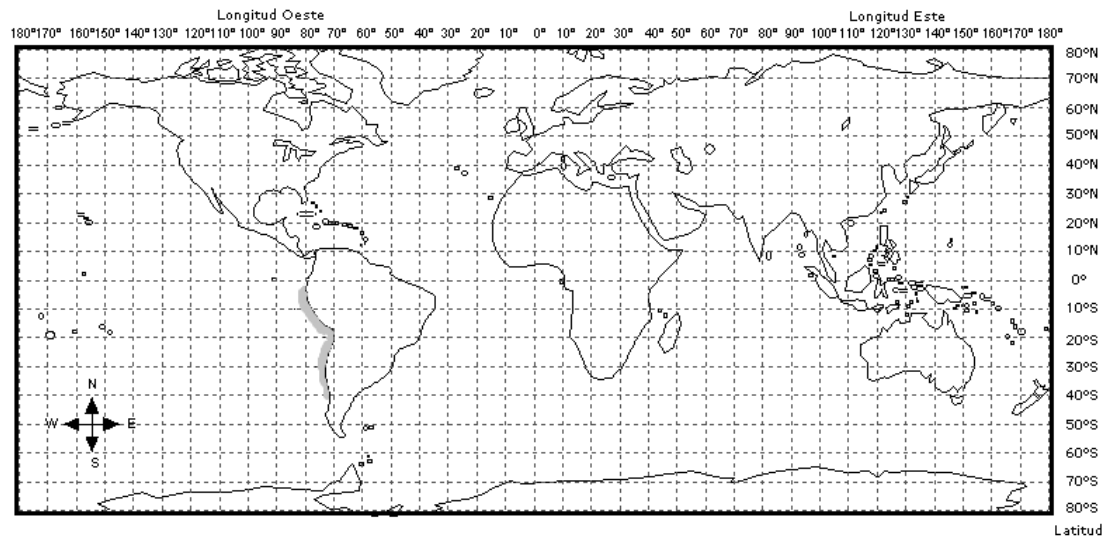 Longitud Oeste Longitud Este
180° 170° 160° 150° 140° 130° 120° 110° 100° 90° 80° 70° 60° 50° 40° 30° 20° 10° 0° 10° 20° 30° 40° 50° 60° 70° 80° 90° 100° 110° 120° 130° 140° 150° 160° 170° 180°
80°N
70°N
60°N
50°N
40°N
30°N
20°N
10°N
0°
10°S
20°S
30°S
N
40°S
W E 50°S
S
60°S
70°S
80°S
Latitud